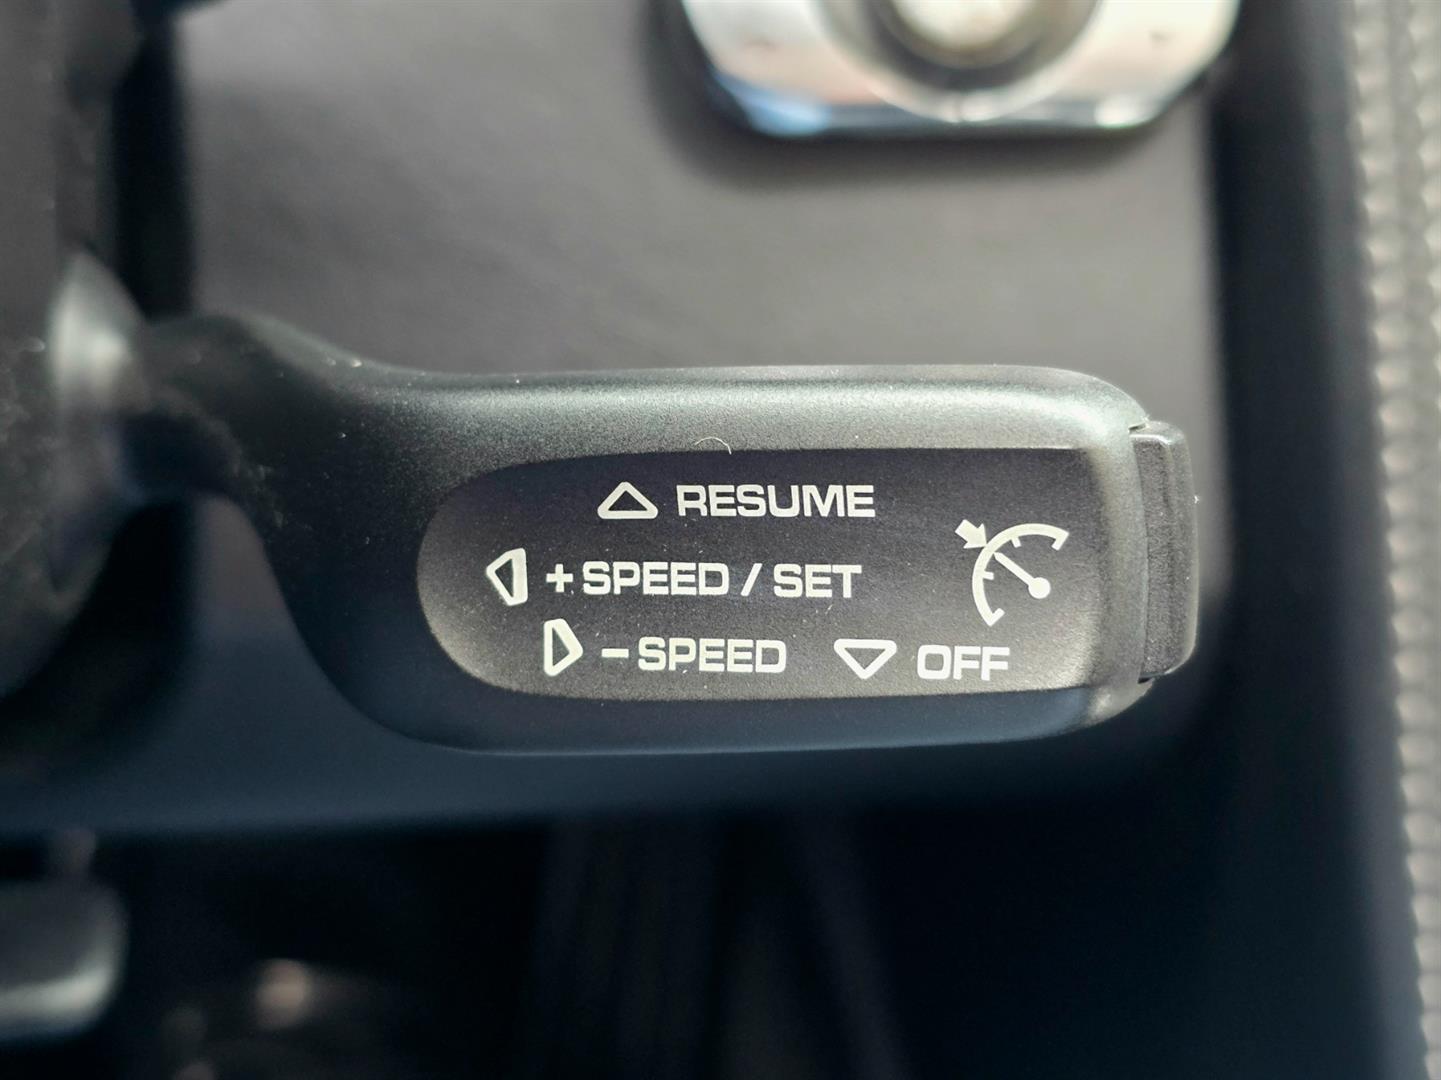 RESUME
+ SPEED / SET
– SPEED OFF